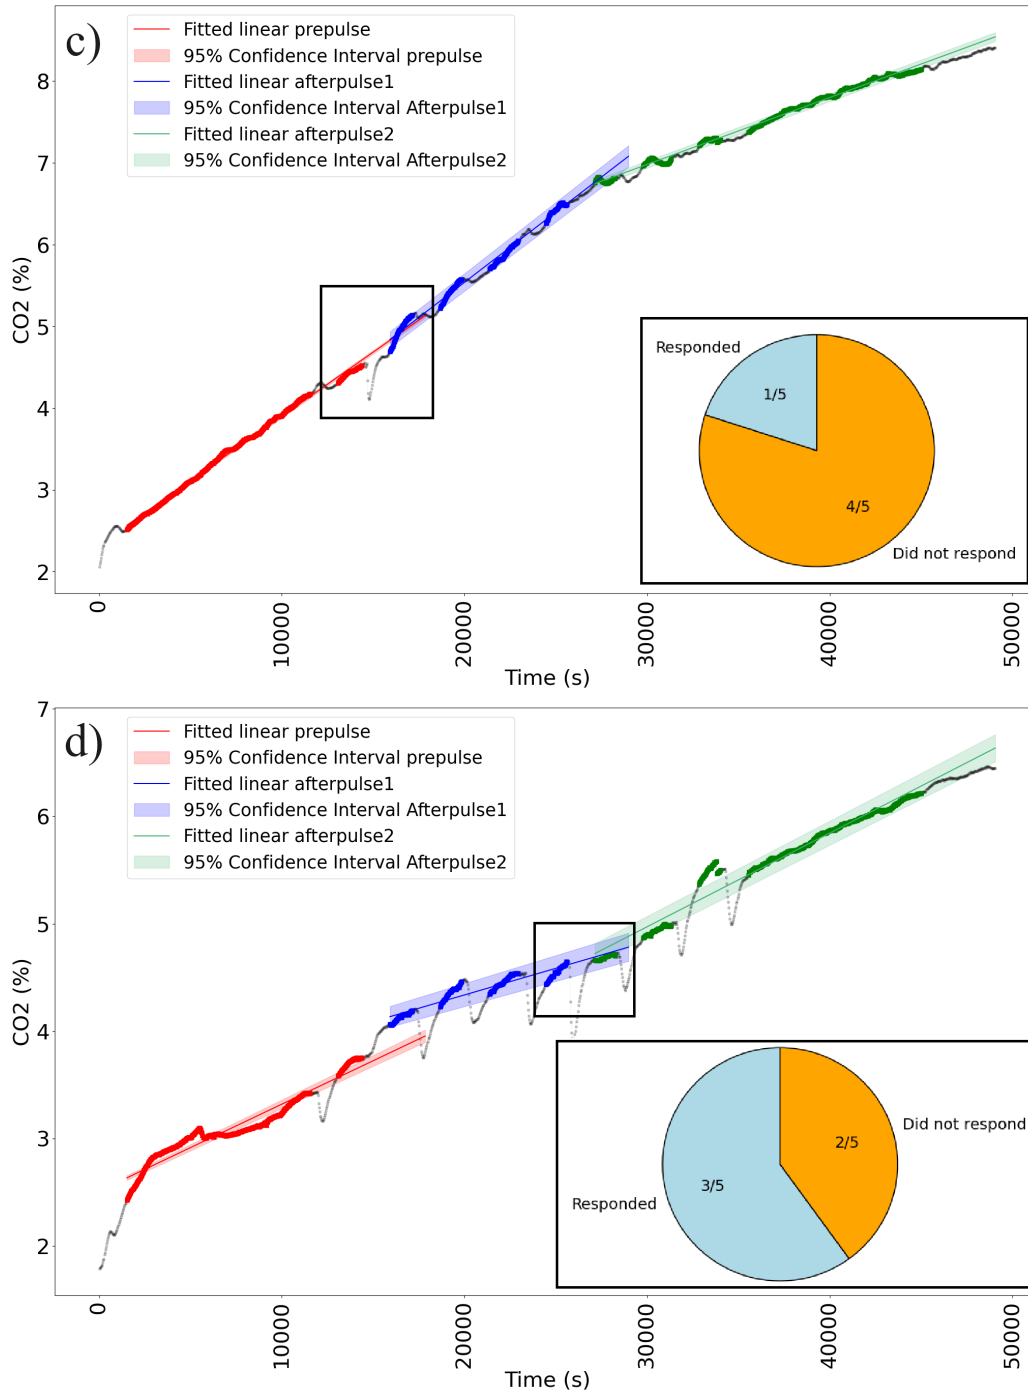 c)
Fitted linear prepulse
95% Confidence Interval prepulse
Fitted linear afterpulse1
95% Confidence Interval Afterpulse1
Fitted linear afterpulse2
95% Confidence Interval Afterpulse2
8
7
6
5
4
3
2
CO2 (%)
Responded
1/5
4/5
Did not respond
0
10000
20000
30000
40000
50000
Time (s)
d)
Fitted linear prepulse
95% Confidence Interval prepulse
Fitted linear afterpulse1
95% Confidence Interval Afterpulse1
Fitted linear afterpulse2
95% Confidence Interval Afterpulse2
7
6
5
4
3
2
CO2 (%)
Did not respond
2/5
3/5
Responded
0
10000
20000
30000
40000
50000
Time (s)